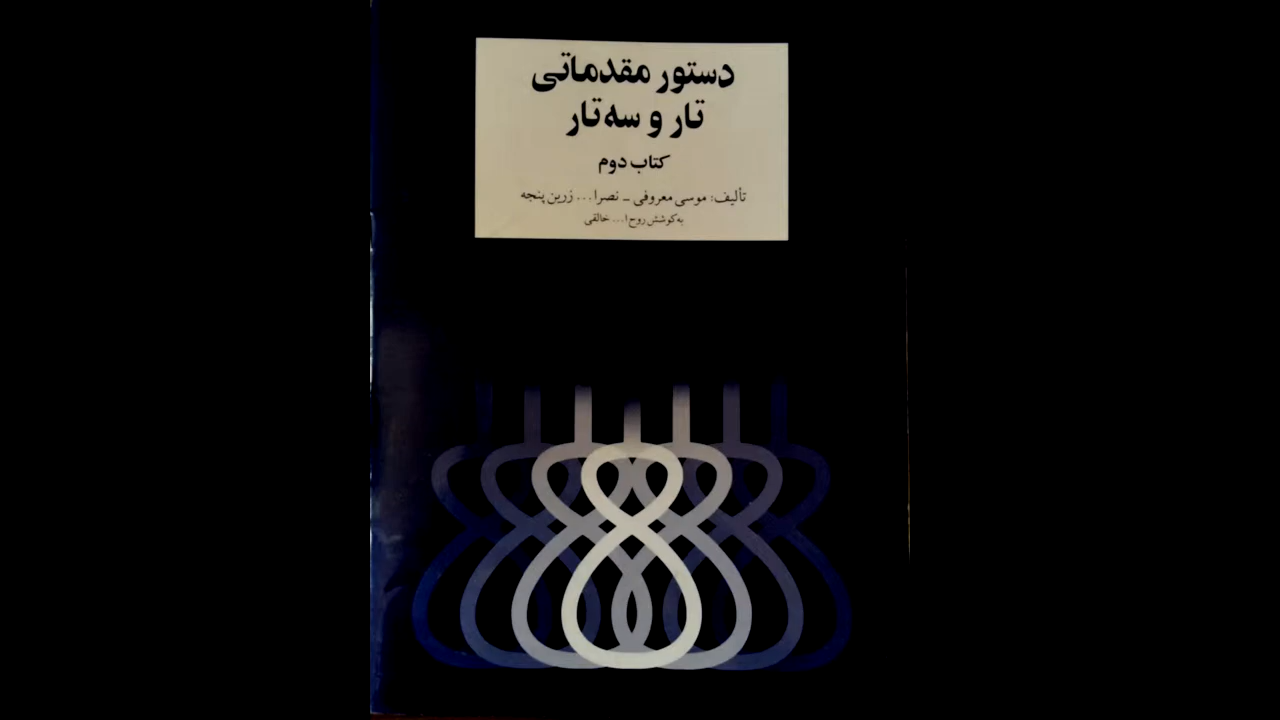 دستور مقدماتی
تار و سه‌تار
کتاب دوم
تألیف: موسی معروفی ـ نصرا... زرین پنجه
به‌کوشش روح ا... خالقی